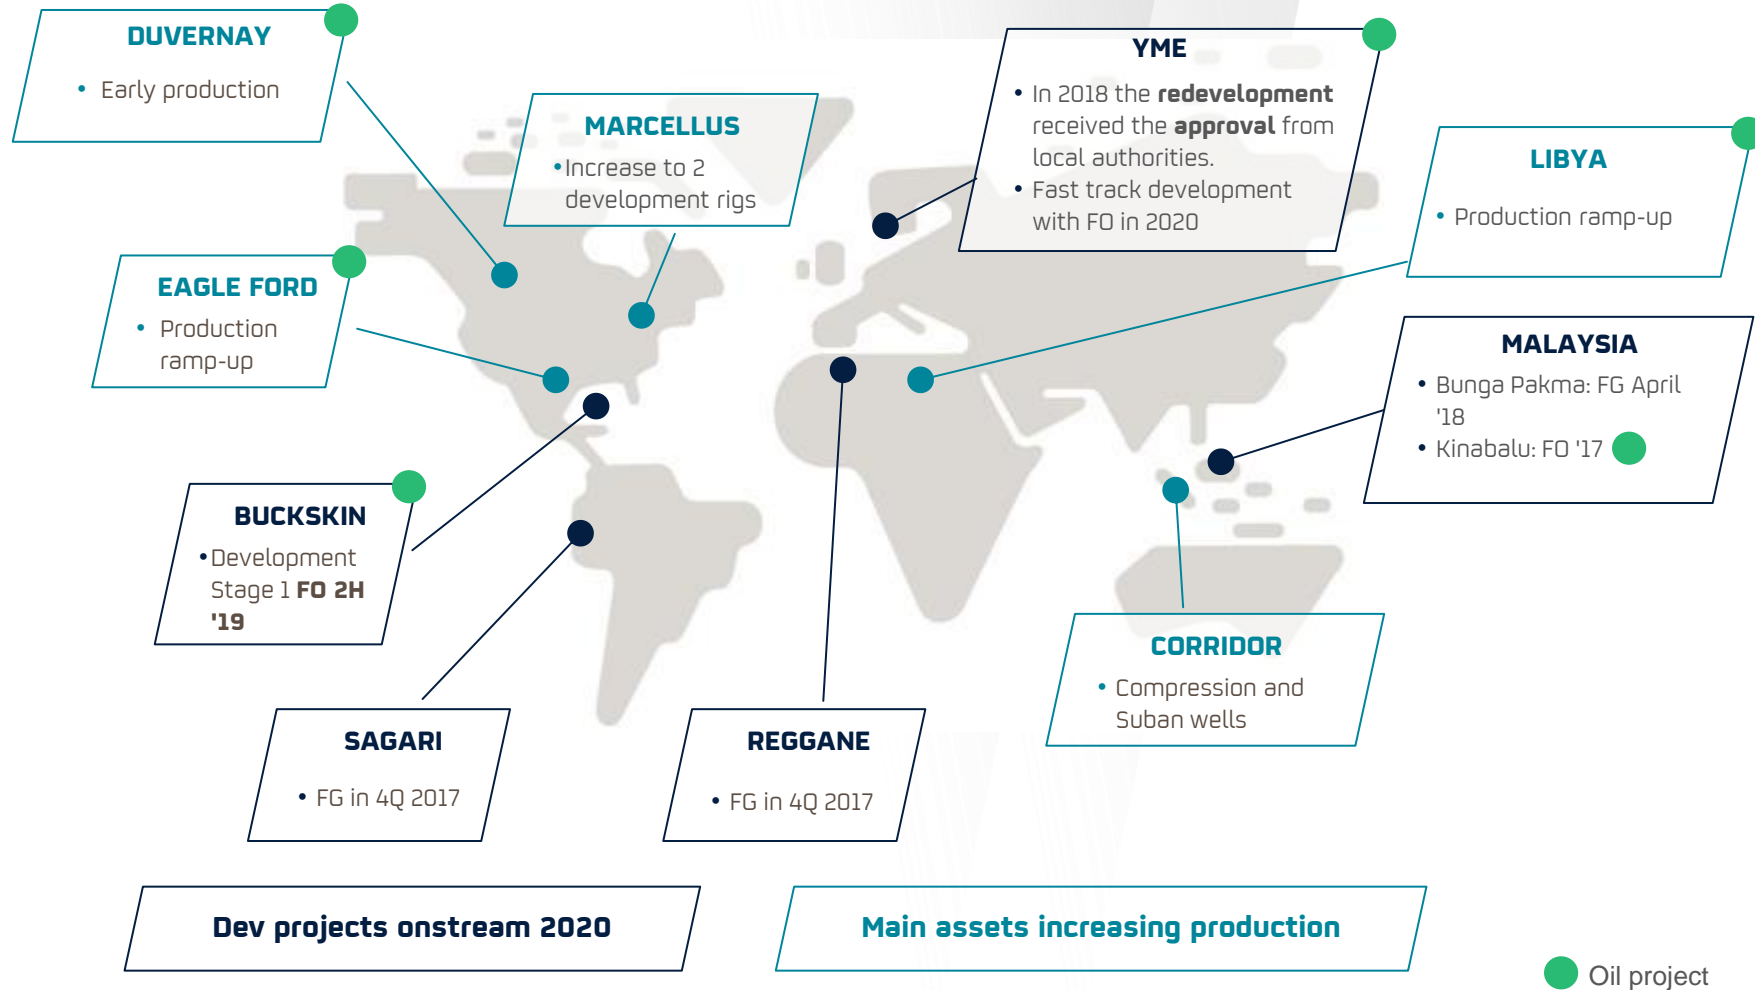 DUVERNAY
• Early production
MARCELLUS
• Increase to 2
development rigs
YME
• In 2018 the redevelopment
received the approval from
local authorities.
• Fast track development
with FO in 2020
LIBYA
• Production ramp-up
EAGLE FORD
• Production
ramp-up
MALAYSIA
• Bunga Pakma: FG April
'18
• Kinabalu: FO '17
BUCKSKIN
• Development
Stage 1 FO 2H
'19
CORRIDOR
• Compression and
Suban wells
SAGARI
• FG in 4Q 2017
REGGANE
• FG in 4Q 2017
Dev projects onstream 2020
Main assets increasing production
Oil project